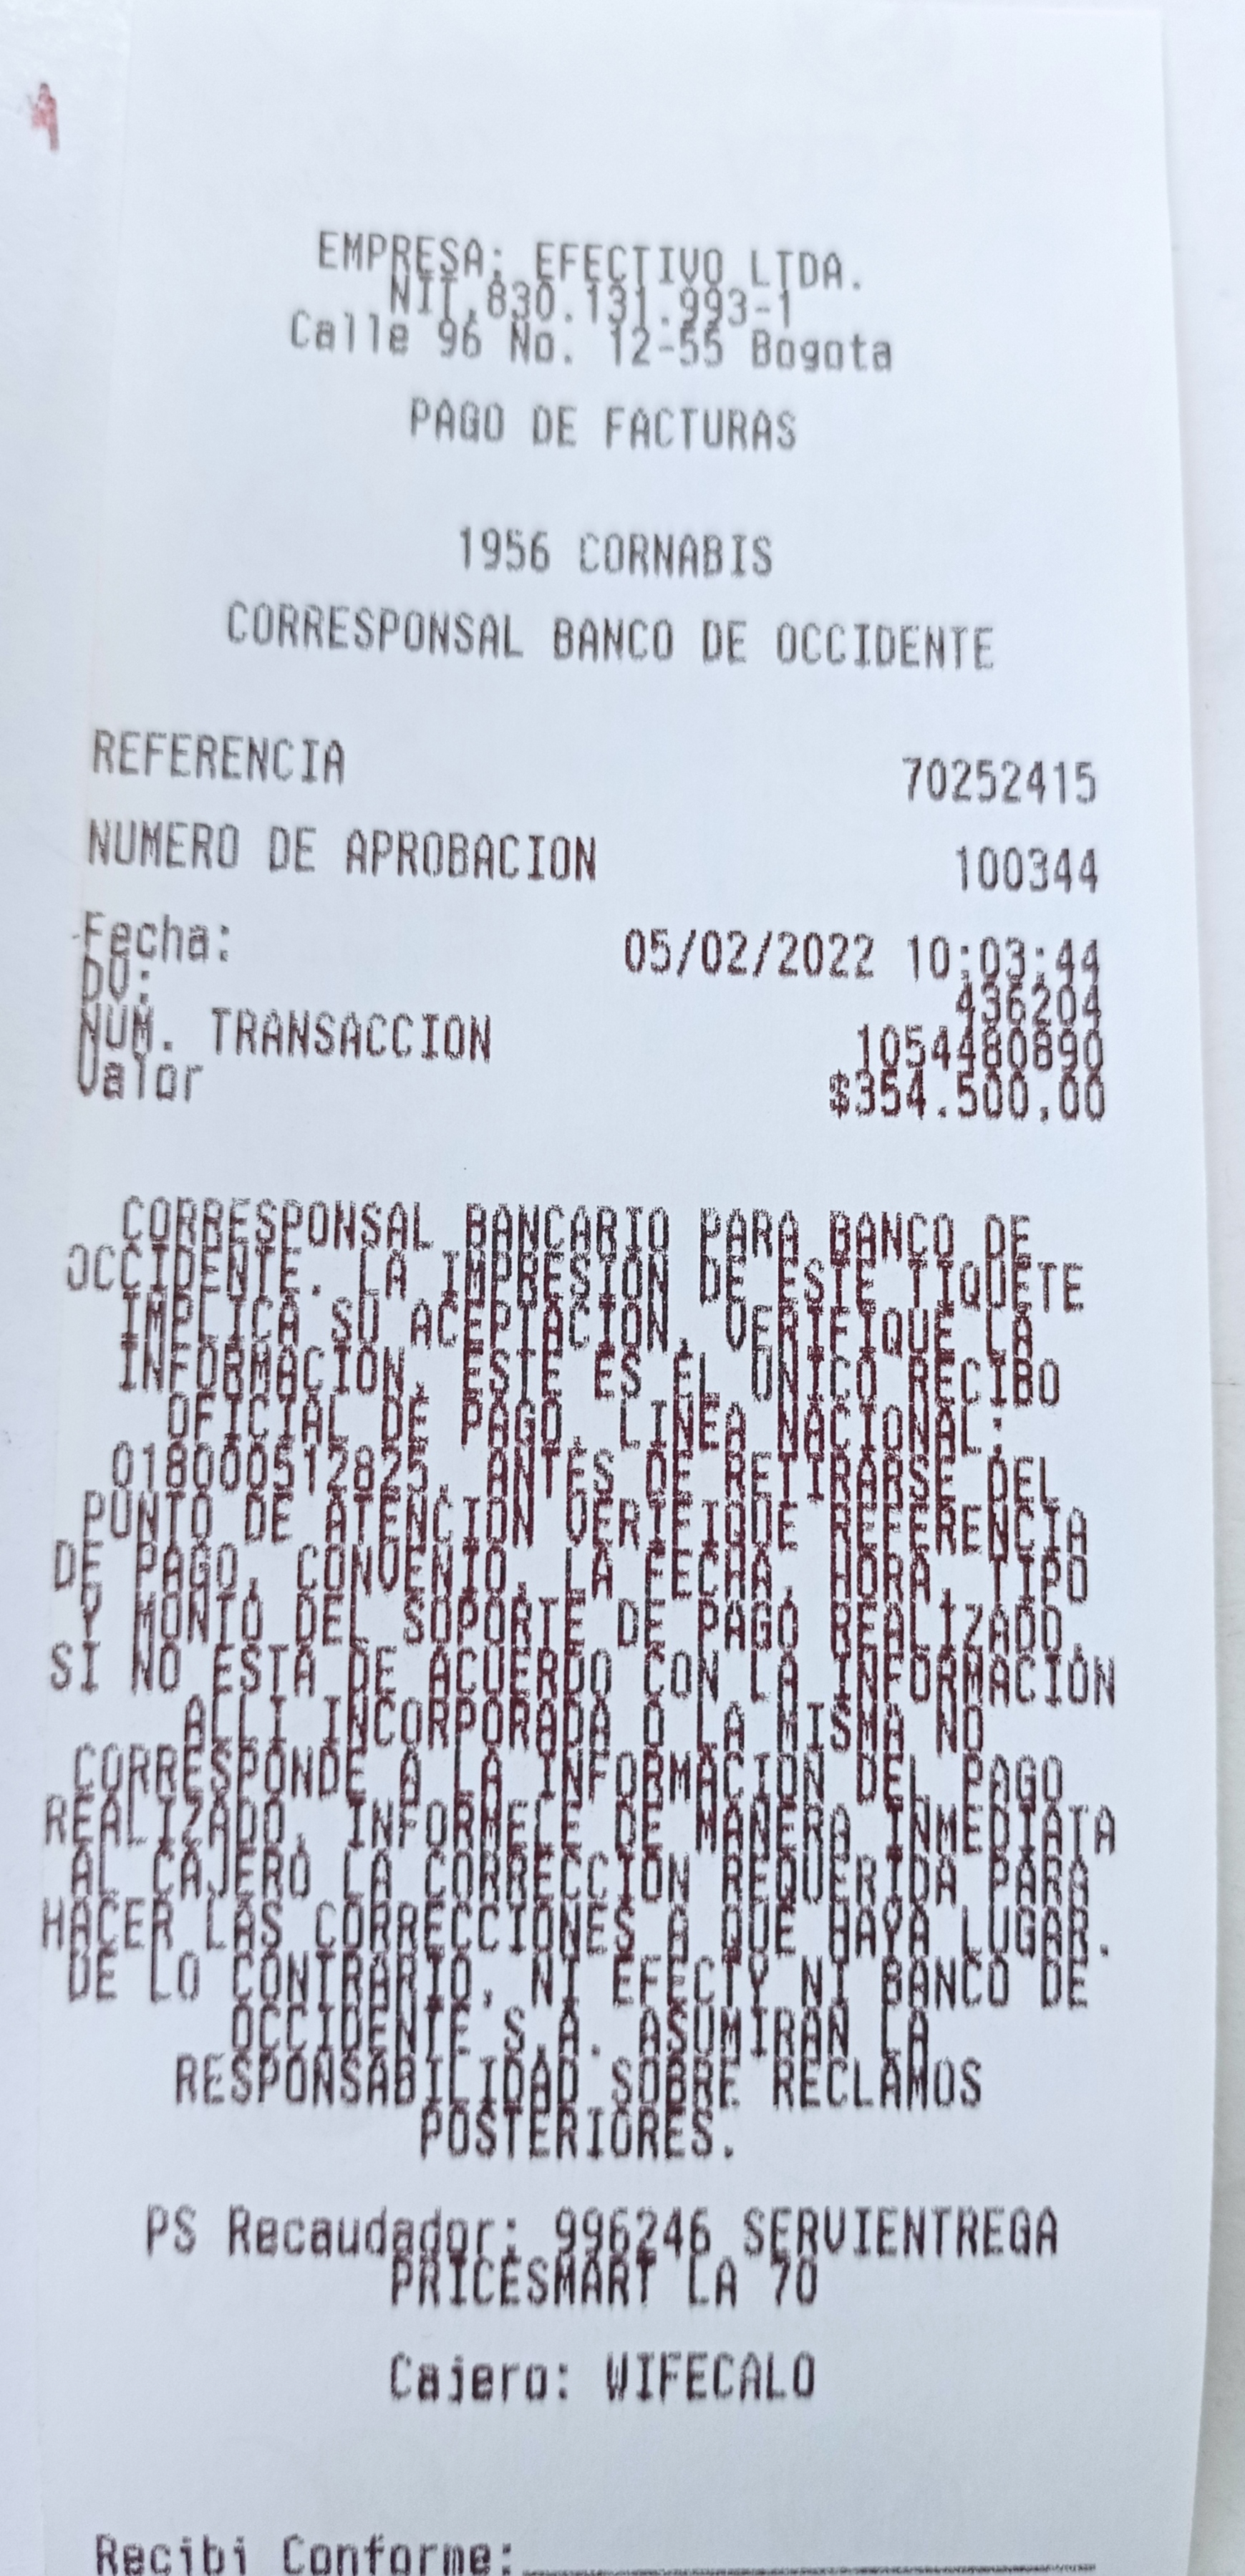 EMPRESA: EFECTIVO LTDA.
NIT.830.131.993-1
Calle 96 No. 12-55 Bogota
PAGO DE FACTURAS
1956 CORNABIS
CORRESPONSAL BANCO DE OCCIDENTE
REFERENCIA 70252415
NUMERO DE APROBACION 100344
Fecha: 05/02/2022 10:03:44
DV: 436204
NUM. TRANSACCION 1054480890
Valor $354.500,00
CORRESPONSAL BANCARIO PARA BANCO DE
OCCIDENTE. LA IMPRESION DE ESTE TIQUETE
IMPLICA SU ACEPTACION, VERIFIQUE LA
INFORMACION. ESTE ES EL UNICO RECIBO
OFICIAL DE PAGO. LINEA NACIONAL:
018000512825. ANTES DE RETIRARSE DEL
PUNTO DE ATENCION VERIFIQUE REFERENCIA
DE PAGO, CONVENIO, LA FECHA, HORA, TIPO
Y MONTO DEL SOPORTE DE PAGO REALIZADO.
SI NO ESTA DE ACUERDO CON LA INFORMACION
ALLI INCORPORADA O LA MISMA NO
CORRESPONDE A LA INFORMACION DEL PAGO
REALIZADO, INFORMELE DE MANERA INMEDIATA
AL CAJERO LA CORRECCION REQUERIDA PARA
HACER LAS CORRECCIONES A QUE HAYA LUGAR.
DE LO CONTRARIO, NI EFECTY NI BANCO DE
OCCIDENTE S.A. ASUMIRAN LA
RESPONSABILIDAD SOBRE RECLAMOS
POSTERIORES.
PS Recaudador: 996246 SERVIENTREGA
PRICESMART LA 70
Cajero: WIFECALO
Recibi Conforme: